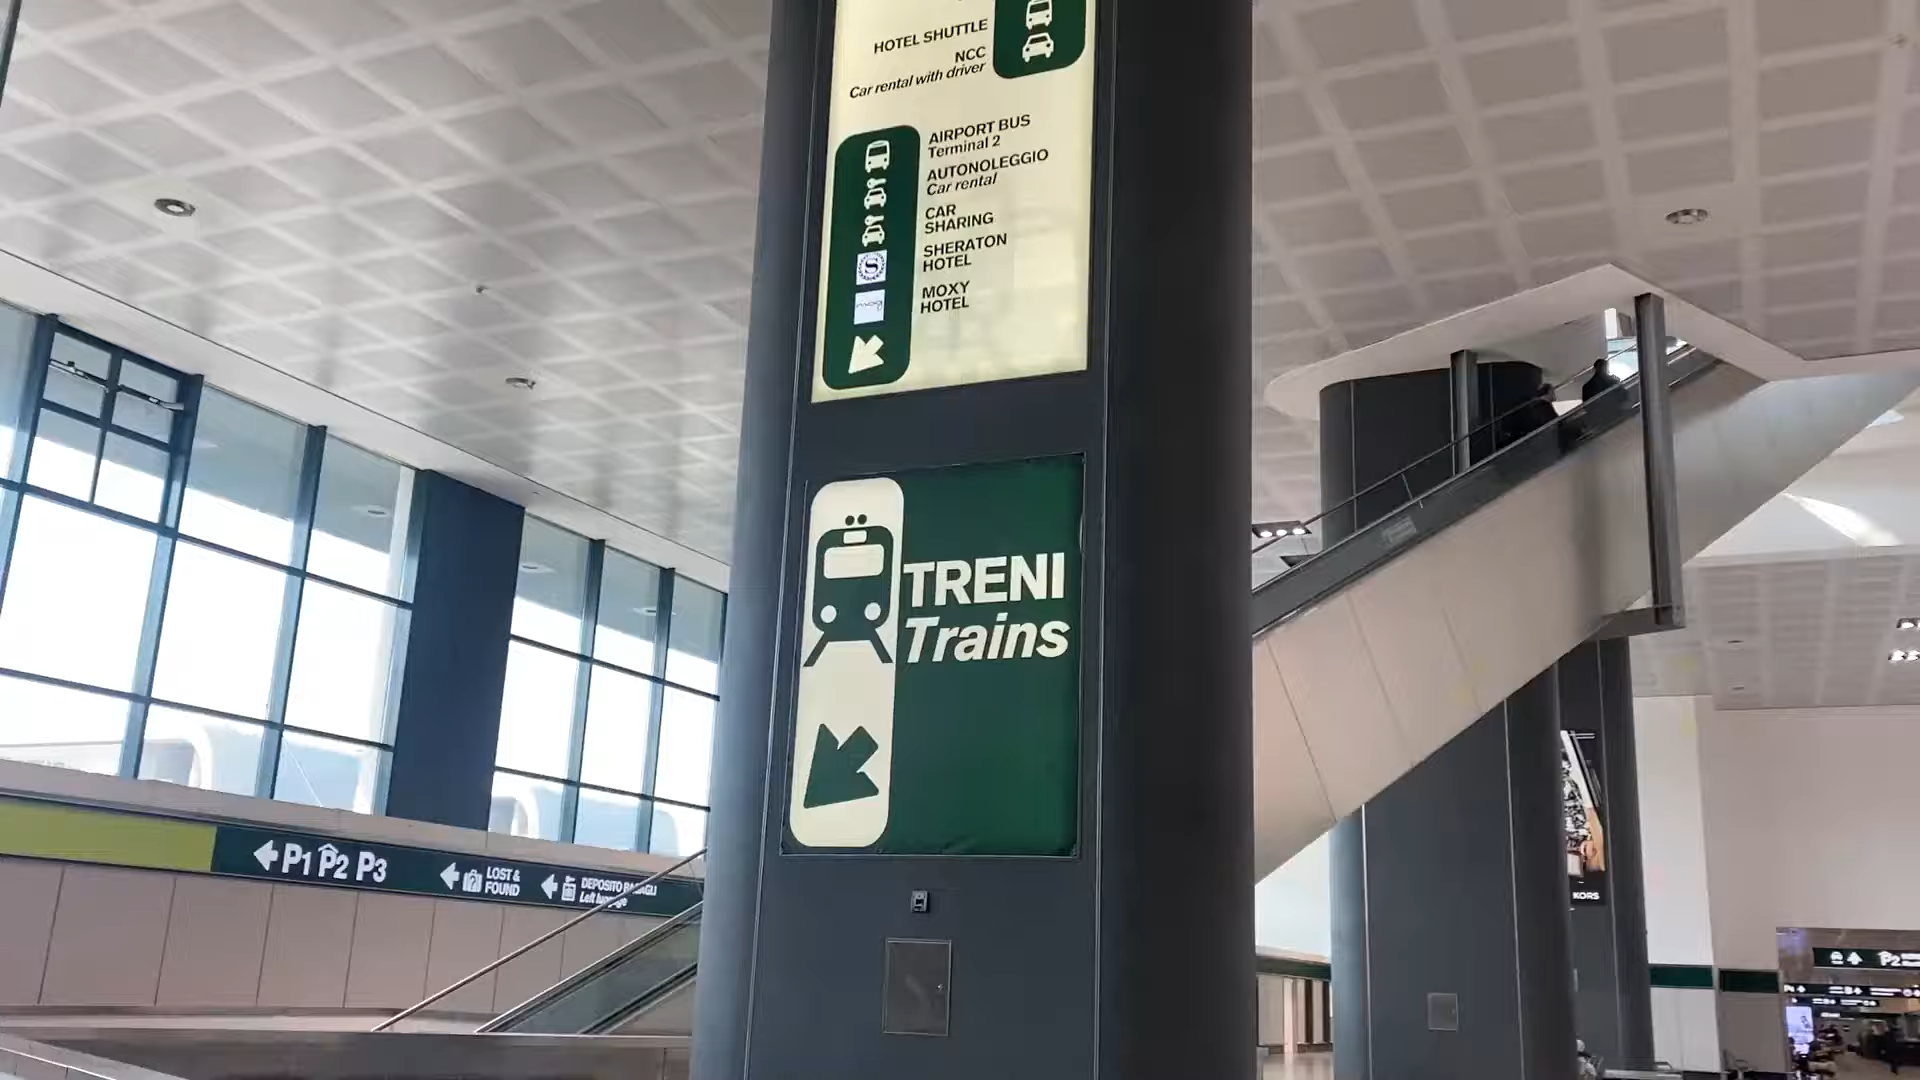 HOTEL SHUTTLE
NCC
Car rental with driver
AIRPORT BUS
Terminal 2
AUTONOLEGGIO
Car rental
CAR
SHARING
SHERATON
HOTEL
MOXY
HOTEL
TRENI
Trains
P1 P2 P3
LOST &
FOUND
DEPOSITO BAGAGLI
Left luggage
KORS
P2